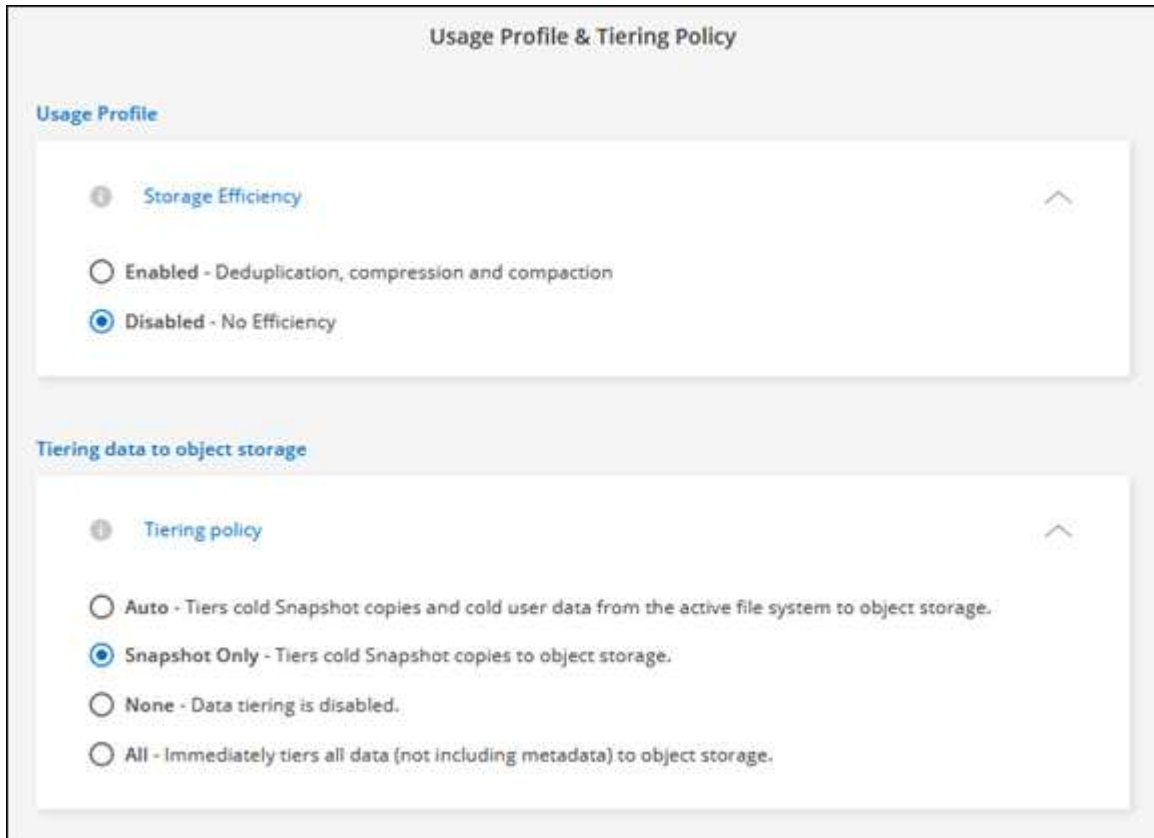 Usage Profile & Tiering Policy
Usage Profile
Storage Efficiency
Enabled - Deduplication, compression and compaction
Disabled - No Efficiency
Tiering data to object storage
Tiering policy
Auto - Tiers cold Snapshot copies and cold user data from the active file system to object storage.
Snapshot Only - Tiers cold Snapshot copies to object storage.
None - Data tiering is disabled.
All - Immediately tiers all data (not including metadata) to object storage.